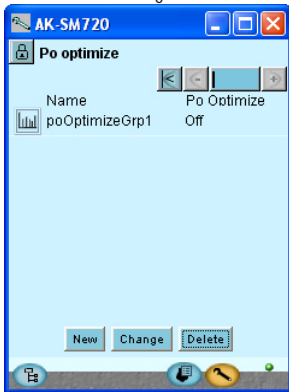 AK-SM720
Po optimize
Name Po Optimize
poOptimizeGrp1 Off
New Change Delete